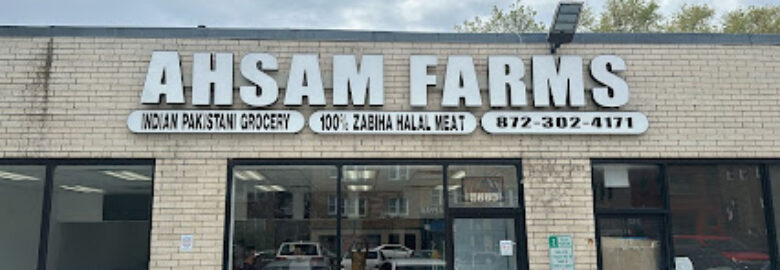 AHSAM FARMS
INDIAN PAKISTANI GROCERY 100% ZABIHA HALAL MEAT 872-302-4171